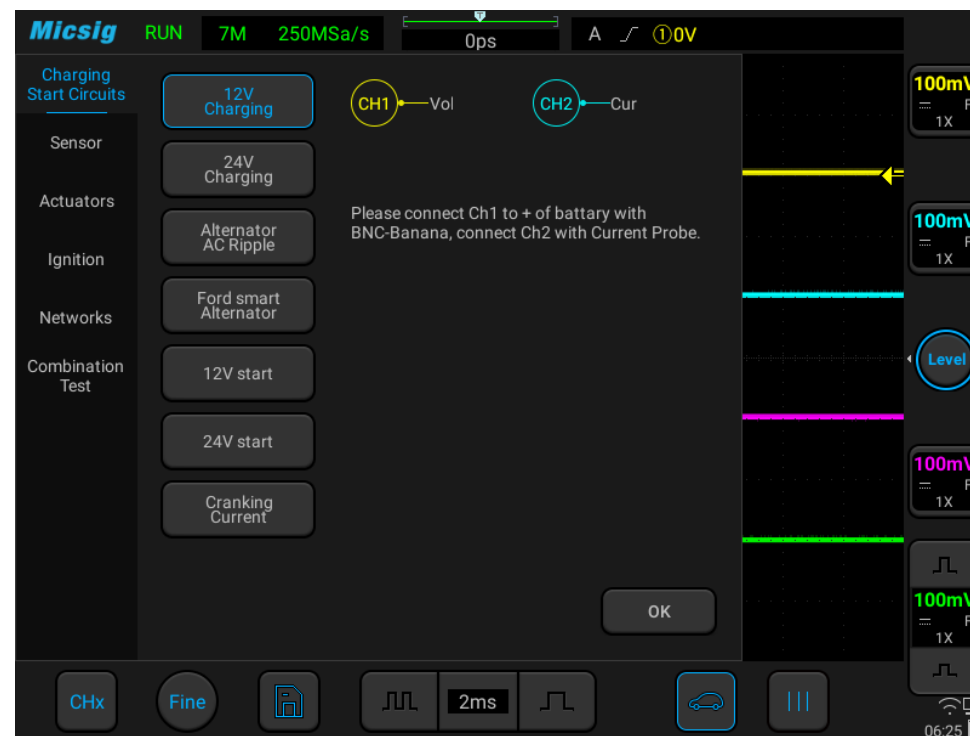 Micsig RUN 7M 250MSa/s 0ps A ①0V
Charging
Start Circuits
Sensor
Actuators
Ignition
Networks
Combination
Test
12V
Charging
24V
Charging
Alternator
AC Ripple
Ford smart
Alternator
12V start
24V start
Cranking
Current
CH1 Vol CH2 Cur
Please connect Ch1 to + of battary with
BNC-Banana, connect Ch2 with Current Probe.
OK
100mV
F
1X
100mV
F
1X
Level
100mV
F
1X
100mV
F
1X
CHx Fine 2ms
06:25